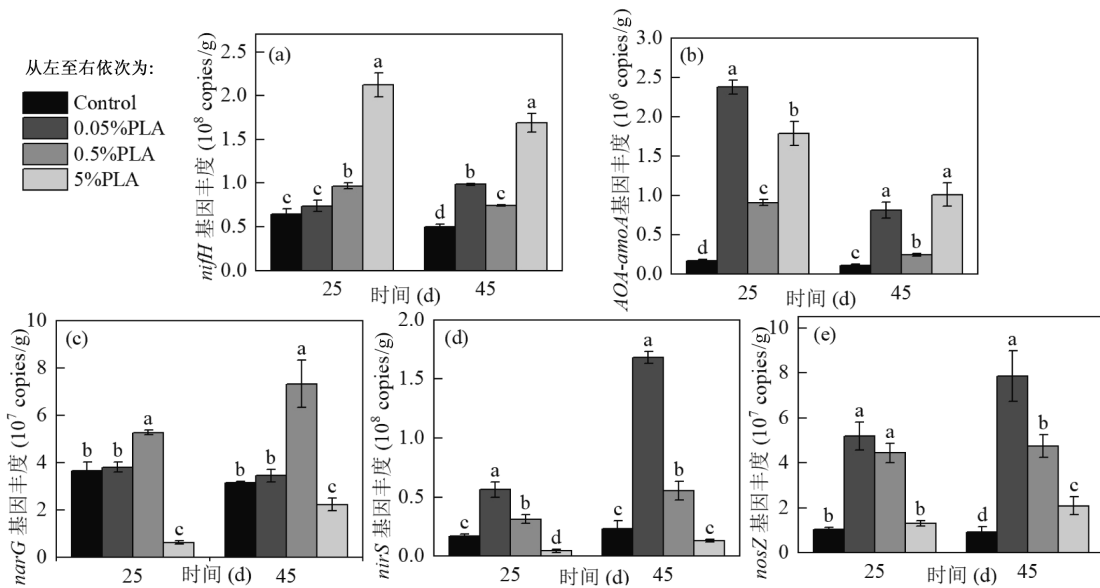 从左至右依次为:
Control
0.05%PLA
0.5%PLA
5%PLA
(a)
nifH 基因丰度 (10⁸ copies/g)
2.5
2.0
1.5
1.0
0.5
0.0
c c b a
d b c a
25 时间 (d) 45
(b)
AOA-amoA基因丰度 (10⁶ copies/g)
3.0
2.5
2.0
1.5
1.0
0.5
0.0
d a c b
c a b a
25 时间 (d) 45
(c)
narG 基因丰度 (10⁷ copies/g)
10
8
6
4
2
0
b b a c
b b a c
25 时间 (d) 45
(d)
nirS 基因丰度 (10⁸ copies/g)
2.0
1.5
1.0
0.5
0.0
c a b d
c a b c
25 时间 (d) 45
(e)
nosZ 基因丰度 (10⁷ copies/g)
10
8
6
4
2
0
b a a b
d a b c
25 时间 (d) 45